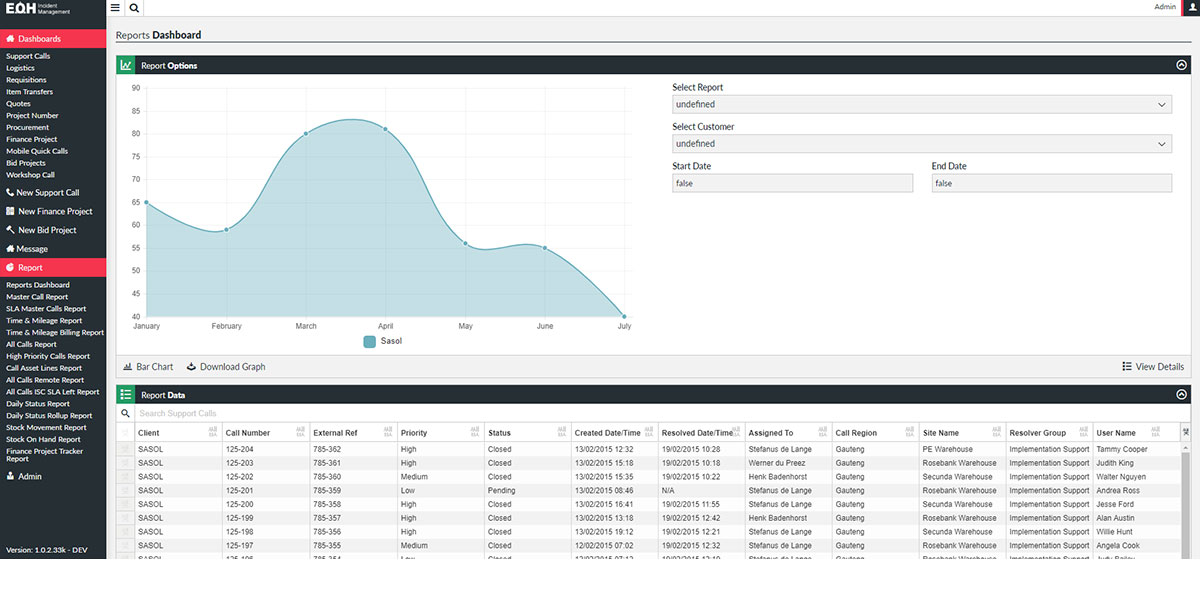 EOH Incident Management
Admin
Dashboards
Support Calls
Logistics
Requisitions
Item Transfers
Quotes
Project Number
Procurement
Finance Project
Mobile Quick Calls
Bid Projects
Workshop Call
New Support Call
New Finance Project
New Bid Project
Message
Report
Reports Dashboard
Master Call Report
SLA Master Calls Report
Time & Mileage Report
Time & Mileage Billing Report
All Calls Report
High Priority Calls Report
Call Asset Lines Report
All Calls Remote Report
All Calls ISC SLA Left Report
Daily Status Report
Daily Status Rollup Report
Stock Movement Report
Stock On Hand Report
Finance Project Tracker
Report
Admin
Version: 1.0.2.33k - DEV
Reports Dashboard
Report Options
90
85
80
75
70
65
60
55
50
45
40
January February March April May June July
Sasol
Select Report
undefined
Select Customer
undefined
Start Date End Date
false false
Bar Chart Download Graph View Details
Report Data
Search Support Calls
Client Call Number External Ref Priority Status Created Date/Time Resolved Date/Time Assigned To Call Region Site Name Resolver Group User Name
SASOL 125-204 785-362 High Closed 13/02/2015 12:32 19/02/2015 10:28 Stefanus de Lange Gauteng PE Warehouse Implementation Support Tammy Cooper
SASOL 125-203 785-361 High Closed 13/02/2015 15:18 19/02/2015 10:18 Werner du Preez Gauteng Rosebank Warehouse Implementation Support Judith King
SASOL 125-202 785-360 Medium Closed 13/02/2015 15:35 19/02/2015 10:22 Henk Badenhorst Gauteng Secunda Warehouse Implementation Support Walter Nguyen
SASOL 125-201 785-359 Low Pending 13/02/2015 08:46 N/A Stefanus de Lange Gauteng Rosebank Warehouse Implementation Support Andrea Ross
SASOL 125-200 785-358 High Closed 13/02/2015 16:41 19/02/2015 11:55 Stefanus de Lange Gauteng Secunda Warehouse Implementation Support Jesse Ford
SASOL 125-199 785-357 High Closed 13/02/2015 13:18 19/02/2015 12:42 Henk Badenhorst Gauteng Rosebank Warehouse Implementation Support Alan Austin
SASOL 125-198 785-356 High Closed 13/02/2015 19:12 19/02/2015 12:21 Stefanus de Lange Gauteng Secunda Warehouse Implementation Support Willie Hunt
SASOL 125-197 785-355 Medium Closed 12/02/2015 07:02 19/02/2015 12:32 Stefanus de Lange Gauteng Rosebank Warehouse Implementation Support Angela Cook